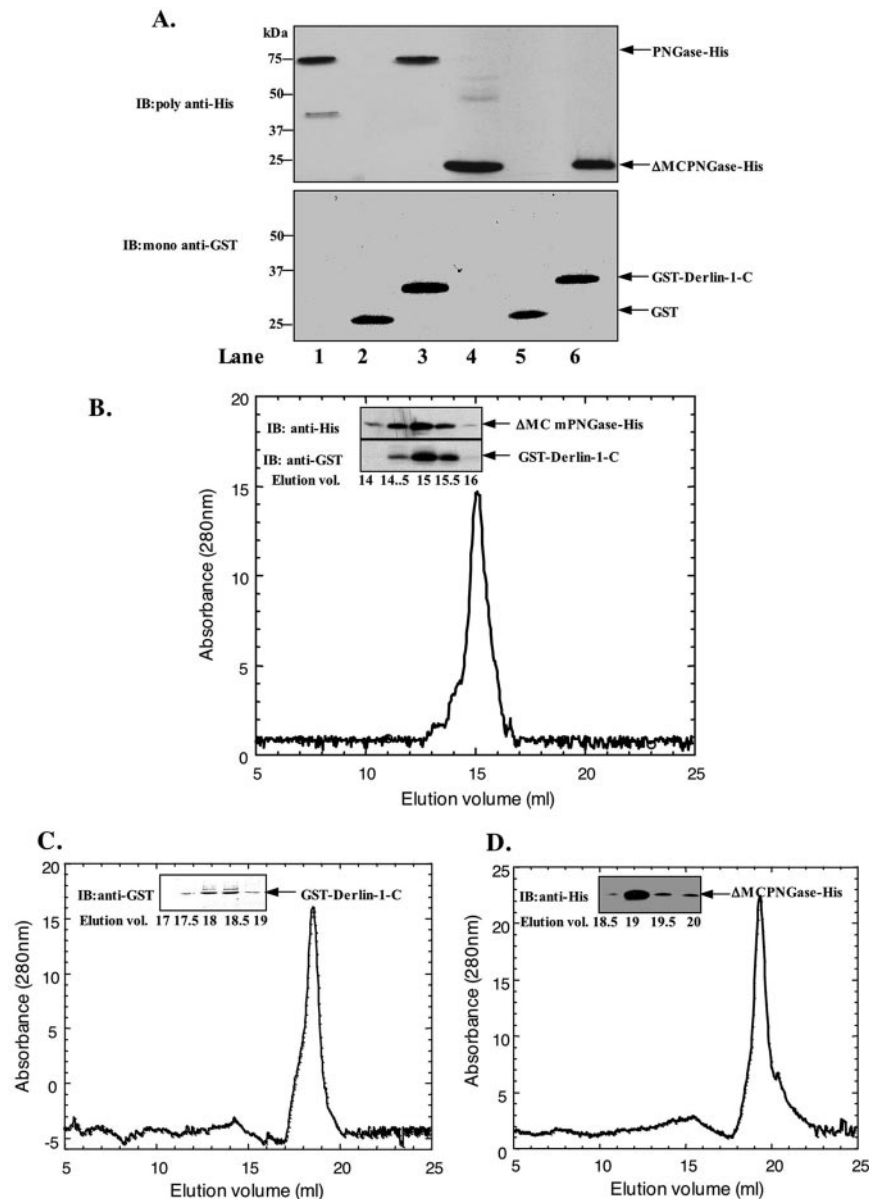 A.
kDa
75
50
37
25
IB:poly anti-His
PNGase-His
ΔMCPNGase-His
IB:mono anti-GST
50
37
25
GST-Derlin-1-C
GST
Lane 1 2 3 4 5 6
B.
20
15
10
5
0
Absorbance (280nm)
IB: anti-His
ΔMC mPNGase-His
IB: anti-GST
GST-Derlin-1-C
Elution vol. 14 14..5 15 15.5 16
5 10 15 20 25
Elution volume (ml)
C.
20
15
10
5
0
-5
Absorbance (280nm)
IB:anti-GST
GST-Derlin-1-C
Elution vol. 17 17.5 18 18.5 19
5 10 15 20 25
Elution volume (ml)
D.
25
20
15
10
5
0
Absorbance (280nm)
IB:anti-His
ΔMCPNGase-His
Elution vol. 18.5 19 19.5 20
5 10 15 20 25
Elution volume (ml)